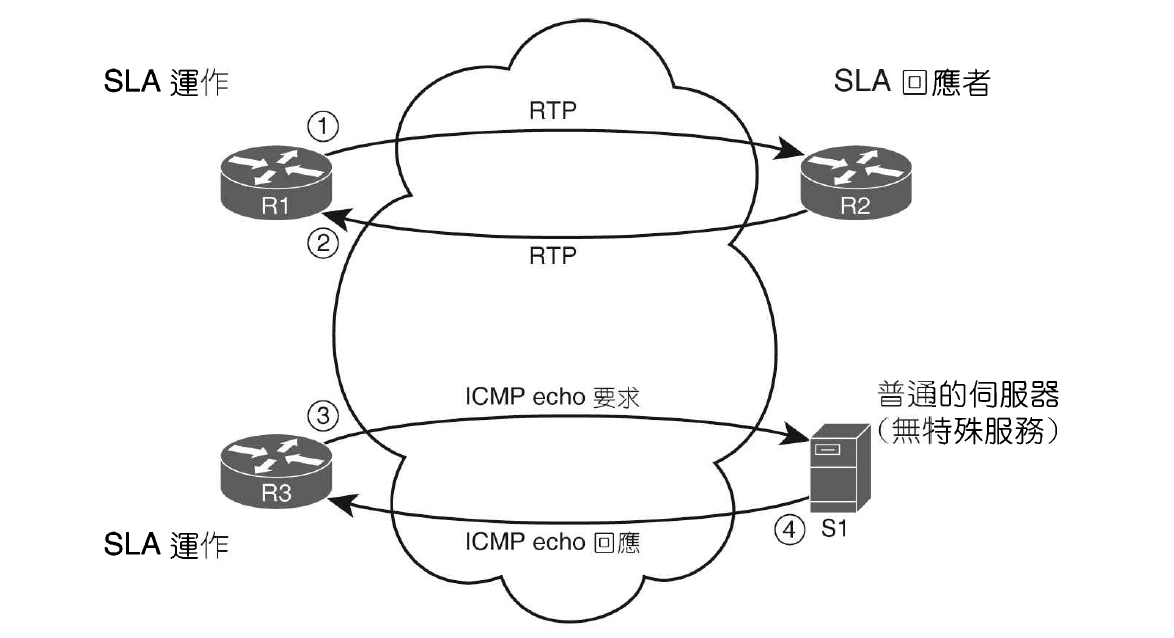 SLA 運作
SLA 回應者
①
RTP
R1
R2
②
RTP
ICMP echo 要求
普通的伺服器
（無特殊服務）
③
R3
ICMP echo 回應
④
S1
SLA 運作